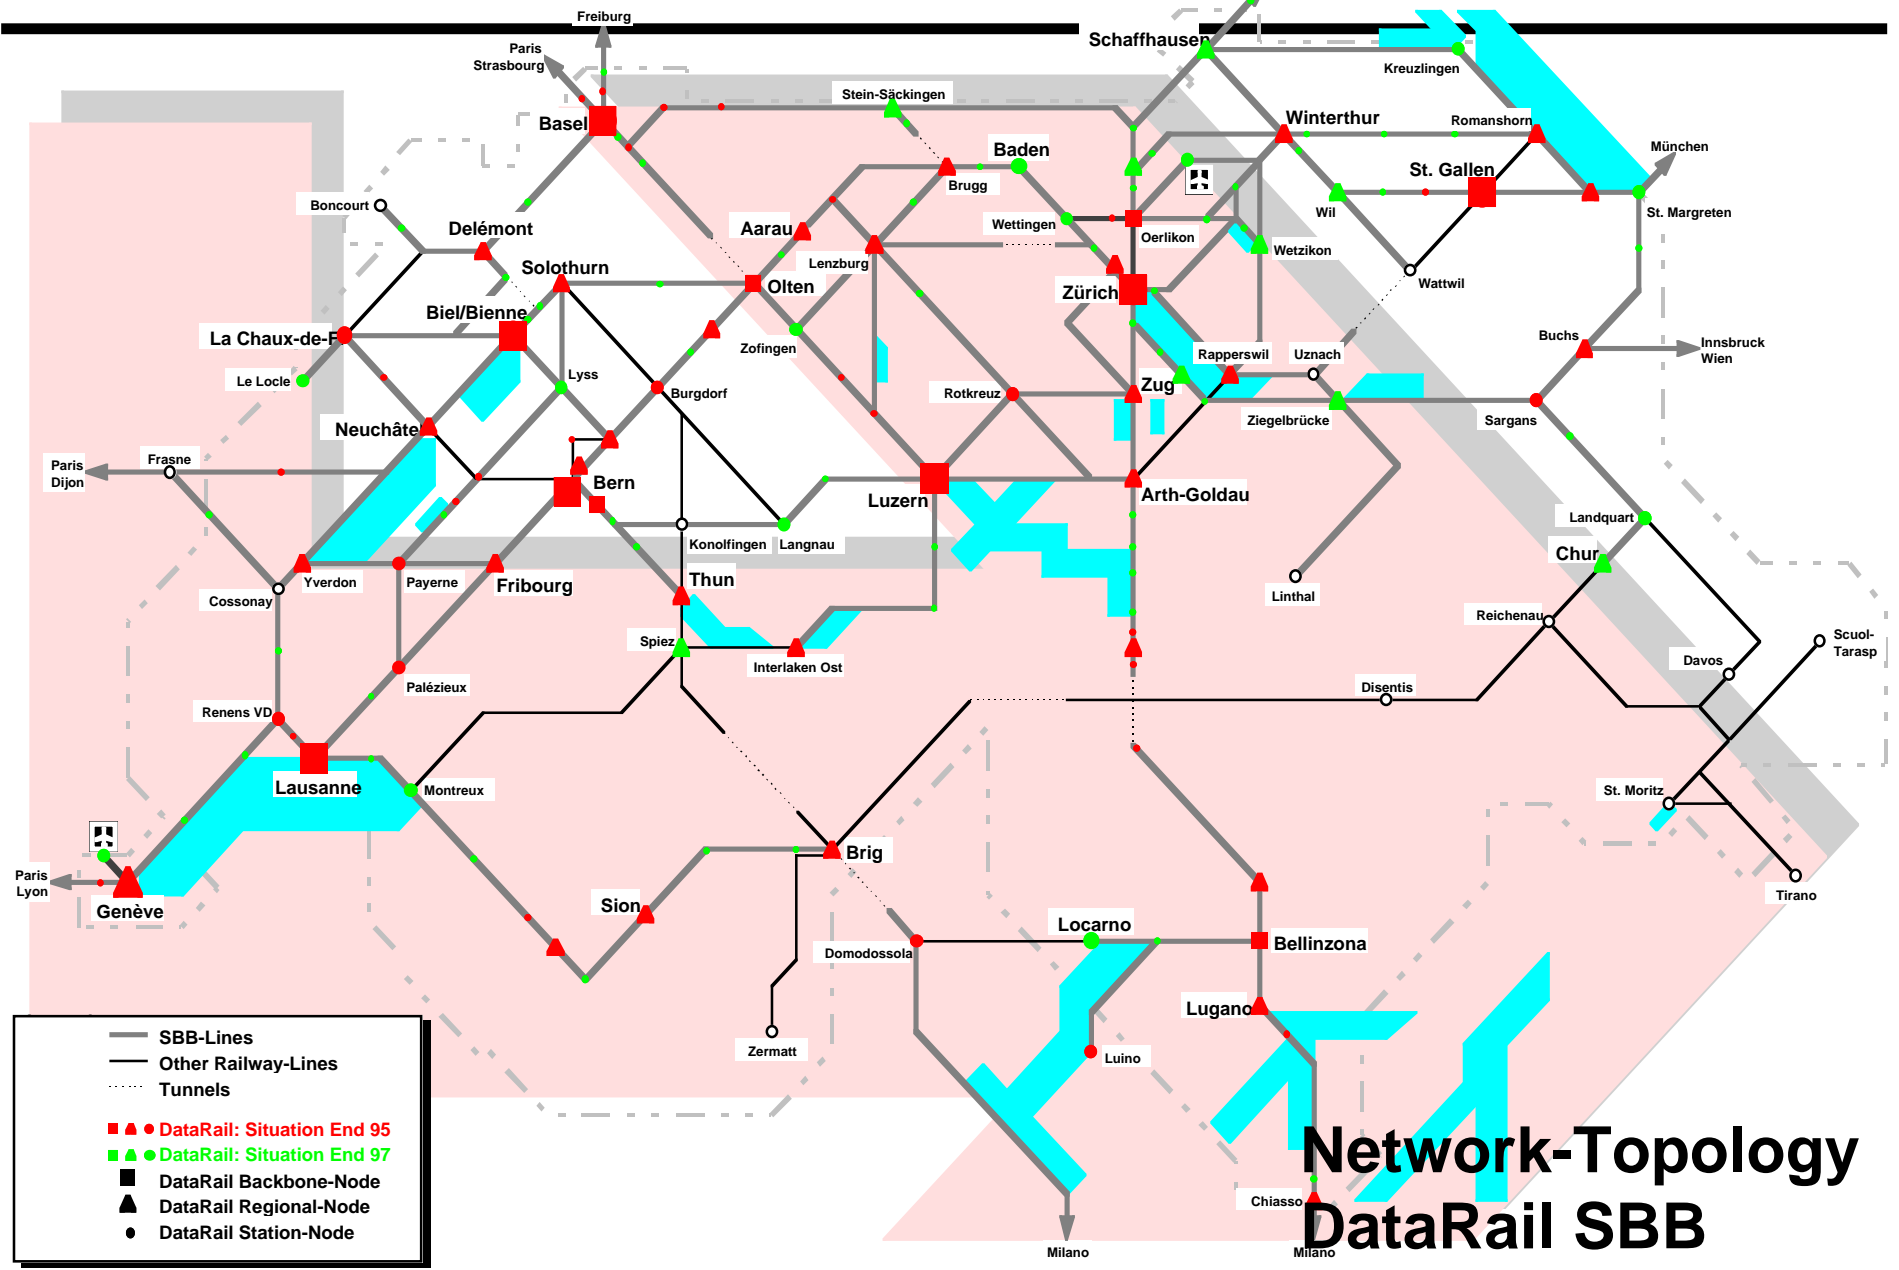 Freiburg
Paris
Strasbourg
Schaffhausen
Kreuzlingen
Stein-Säckingen
Basel
Winterthur
Romanshorn
München
Baden
Brugg
St. Gallen
Boncourt
Delémont
Aarau
Wettingen
Oerlikon
Wil
St. Margreten
Wetzikon
Lenzburg
Solothurn
Olten
Zürich
Wattwil
Biel/Bienne
La Chaux-de-F
Zofingen
Rapperswil
Uznach
Buchs
Innsbruck
Wien
Le Locle
Lyss
Burgdorf
Rotkreuz
Zug
Ziegelbrücke
Sargans
Neuchâtel
Frasne
Paris
Dijon
Bern
Luzern
Arth-Goldau
Landquart
Konolfingen
Langnau
Chur
Yverdon
Payerne
Fribourg
Thun
Linthal
Cossonay
Reichenau
Spiez
Interlaken Ost
Scuol-
Tarasp
Davos
Palézieux
Disentis
Renens VD
Lausanne
Montreux
St. Moritz
Brig
Paris
Lyon
Genève
Sion
Tirano
Locarno
Domodossola
Bellinzona
Lugano
Zermatt
Luino
SBB-Lines
Other Railway-Lines
Tunnels
DataRail: Situation End 95
DataRail: Situation End 97
DataRail Backbone-Node
DataRail Regional-Node
DataRail Station-Node
Chiasso
Milano
Milano
Network-Topology
DataRail SBB